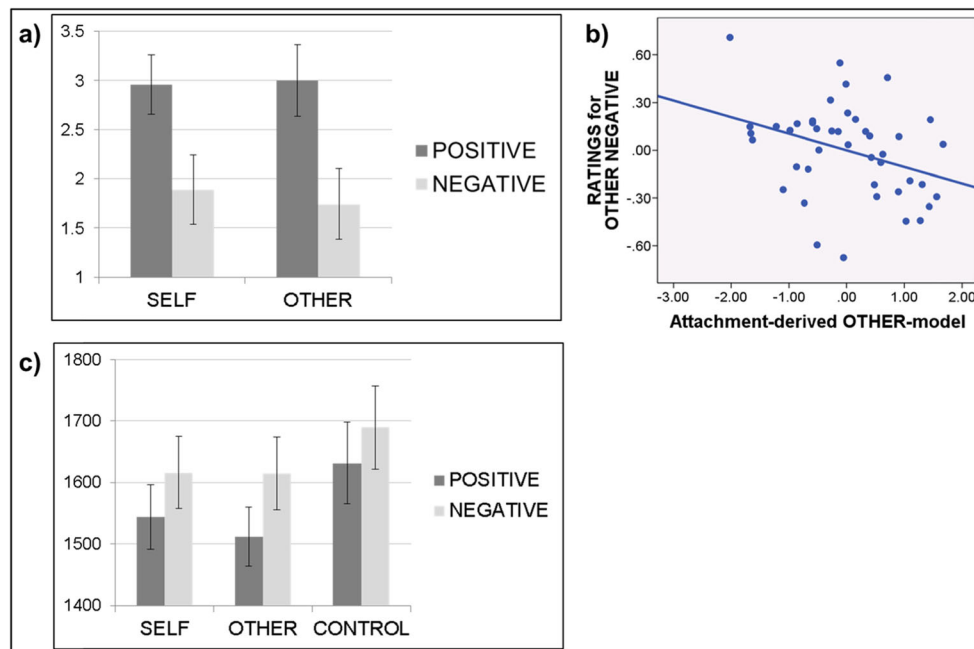 a)
3.5
3
2.5
2
1.5
1
SELF OTHER
POSITIVE
NEGATIVE
b)
RATINGS for
OTHER NEGATIVE
.60
.30
.00
-.30
-.60
-3.00 -2.00 -1.00 .00 1.00 2.00
Attachment-derived OTHER-model
c)
1800
1700
1600
1500
1400
SELF OTHER CONTROL
POSITIVE
NEGATIVE